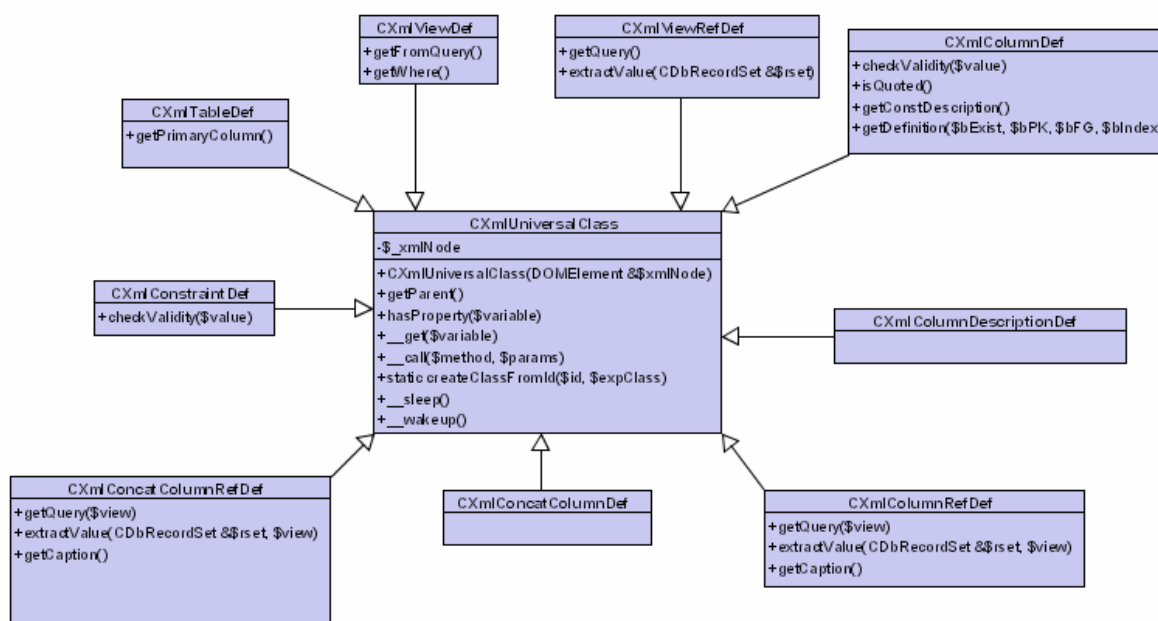 CXmlViewDef
+getFromQuery()
+getWhere()
CXmlViewRefDef
+getQuery()
+extractValue(CDbRecordSet &$rset)
CXmlColumnDef
+checkValidity($value)
+isQuoted()
+getConstDescription()
+getDefinition($bExist, $bPK, $bFG, $bIndex
CXmlTableDef
+getPrimaryColumn()
CXmlUniversalClass
-$_xmlNode
+CXmlUniversalClass(DOMElement &$xmlNode)
+getParent()
+hasProperty($variable)
+__get($variable)
+__call($method, $params)
+static createClassFromId($id, $expClass)
+__sleep()
+__wakeup()
CXmlConstraintDef
+checkValidity($value)
CXmlColumnDescriptionDef
CXmlConcatColumnRefDef
+getQuery($view)
+extractValue(CDbRecordSet &$rset, $view)
+getCaption()
CXmlConcatColumnDef
CXmlColumnRefDef
+getQuery($view)
+extractValue(CDbRecordSet &$rset, $view)
+getCaption()